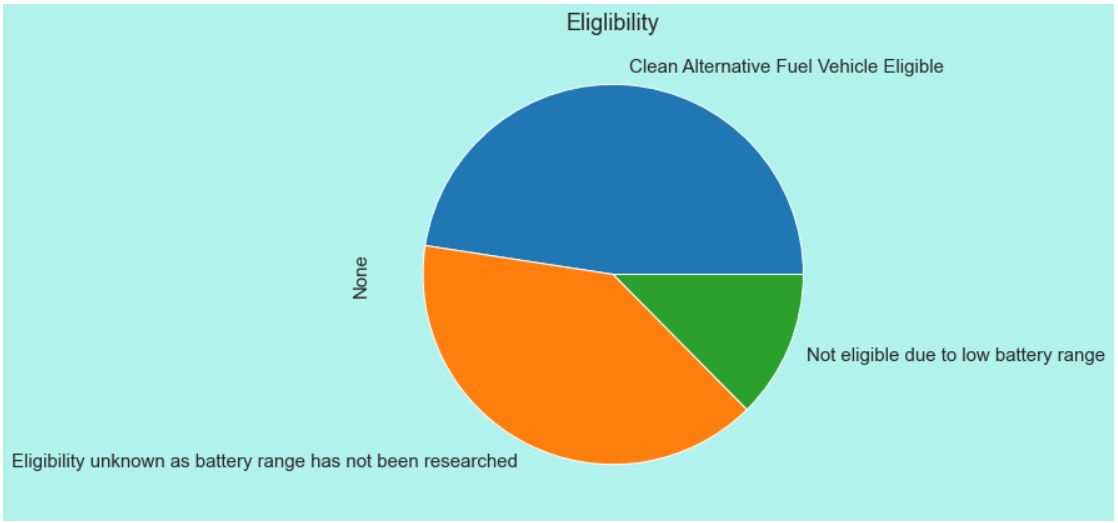 Eliglibility
Clean Alternative Fuel Vehicle Eligible
None
Not eligible due to low battery range
Eligibility unknown as battery range has not been researched